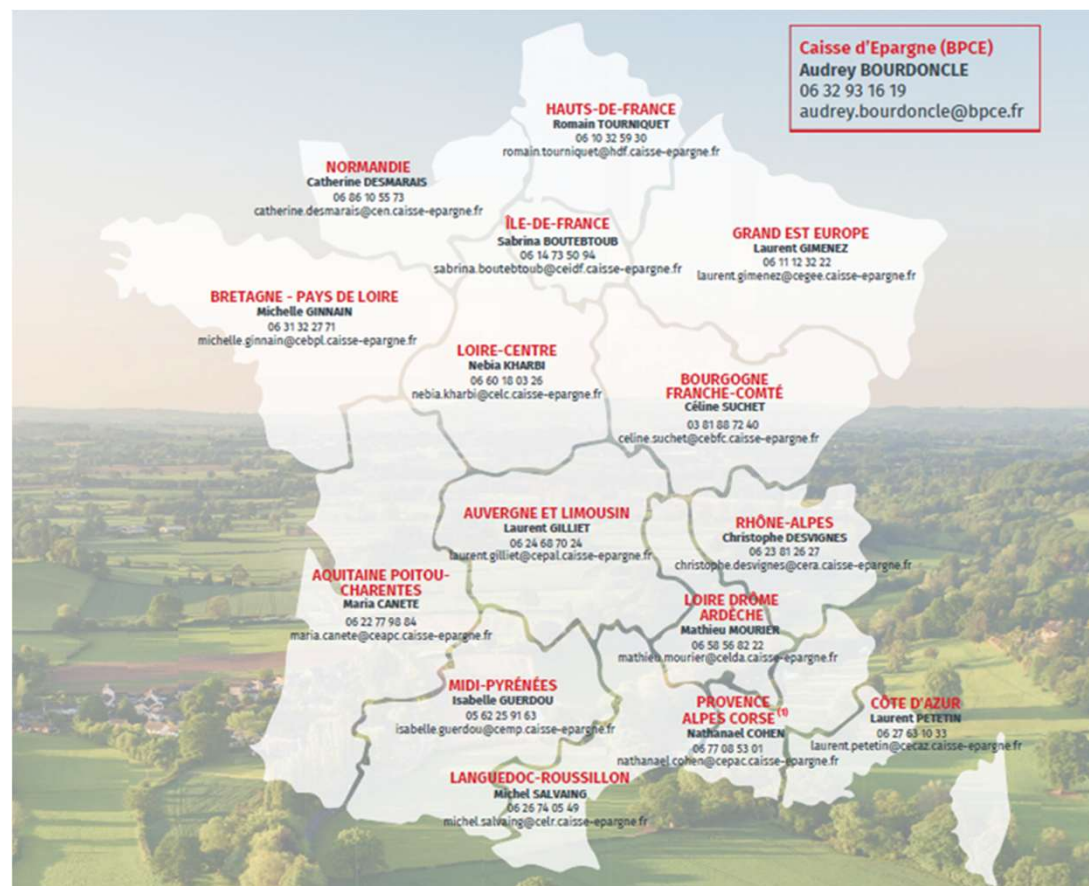 Caisse d'Epargne (BPCE)
Audrey BOURDONCLE
06 32 93 16 19
audrey.bourdoncle@bpce.fr
HAUTS-DE-FRANCE
Romain TOURNIQUET
06 10 32 59 30
romain.tourniquet@hdf.caisse-epargne.fr
NORMANDIE
Catherine DESMARAIS
06 86 10 55 73
catherine.desmarais@cen.caisse-epargne.fr
ÎLE-DE-FRANCE
Sabrina BOUTEBTOUB
06 14 73 50 94
sabrina.boutebtoub@ceidf.caisse-epargne.fr
GRAND EST EUROPE
Laurent GIMENEZ
06 11 12 32 22
laurent.gimenez@cegee.caisse-epargne.fr
BRETAGNE - PAYS DE LOIRE
Michelle GINNAIN
06 31 32 27 71
michelle.ginnain@cebpl.caisse-epargne.fr
LOIRE-CENTRE
Nebia KHARBI
06 60 18 03 26
nebia.kharbi@celc.caisse-epargne.fr
BOURGOGNE
FRANCHE-COMTÉ
Céline SUCHET
03 81 88 72 40
celine.suchet@cebfc.caisse-epargne.fr
AUVERGNE ET LIMOUSIN
Laurent GILLIET
06 24 68 70 24
laurent.gilliet@cepal.caisse-epargne.fr
RHÔNE-ALPES
Christophe DESVIGNES
06 23 81 26 27
christophe.desvignes@cera.caisse-epargne.fr
AQUITAINE POITOU-
CHARENTES
Maria CANETE
06 22 77 98 84
maria.canete@ceapc.caisse-epargne.fr
LOIRE DRÔME
ARDÈCHE
Mathieu MOURIER
06 58 56 82 22
mathieu.mourier@celda.caisse-epargne.fr
MIDI-PYRÉNÉES
Isabelle GUERDOU
05 62 25 91 63
isabelle.guerdou@cemp.caisse-epargne.fr
PROVENCE
ALPES CORSE (1)
Nathanael COHEN
06 77 08 53 01
nathanael.cohen@cepac.caisse-epargne.fr
CÔTE D'AZUR
Laurent PETETIN
06 27 63 10 33
laurent.petetin@cecaz.caisse-epargne.fr
LANGUEDOC-ROUSSILLON
Michel SALVAING
06 26 74 05 49
michel.salvaing@celr.caisse-epargne.fr